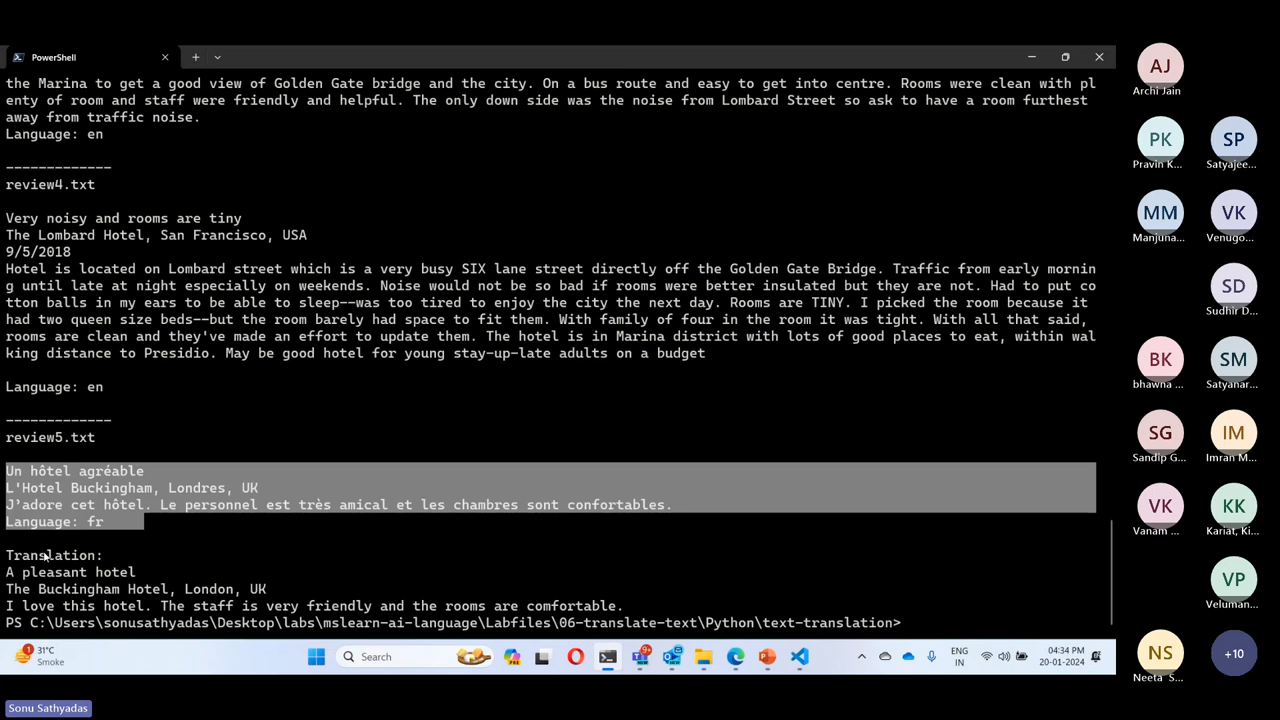 PowerShell
the Marina to get a good view of Golden Gate bridge and the city. On a bus route and easy to get into centre. Rooms were clean with pl
enty of room and staff were friendly and helpful. The only down side was the noise from Lombard Street so ask to have a room furthest
away from traffic noise.
Language: en
-------------
review4.txt
Very noisy and rooms are tiny
The Lombard Hotel, San Francisco, USA
9/5/2018
Hotel is located on Lombard street which is a very busy SIX lane street directly off the Golden Gate Bridge. Traffic from early mornin
g until late at night especially on weekends. Noise would not be so bad if rooms were better insulated but they are not. Had to put co
tton balls in my ears to be able to sleep--was too tired to enjoy the city the next day. Rooms are TINY. I picked the room because it
had two queen size beds--but the room barely had space to fit them. With family of four in the room it was tight. With all that said,
rooms are clean and they've made an effort to update them. The hotel is in Marina district with lots of good places to eat, within wal
king distance to Presidio. May be good hotel for young stay-up-late adults on a budget
Language: en
-------------
review5.txt
Un hôtel agréable
L'Hotel Buckingham, Londres, UK
J'adore cet hôtel. Le personnel est très amical et les chambres sont confortables.
Language: fr
Translation:
A pleasant hotel
The Buckingham Hotel, London, UK
I love this hotel. The staff is very friendly and the rooms are comfortable.
PS C:\Users\sonusathyadas\Desktop\labs\mslearn-ai-language\Labfiles\06-translate-text\Python\text-translation>
31°C
Smoke
Search
ENG
IN
04:34 PM
20-01-2024
Sonu Sathyadas
AJ
Archi Jain
PK
Pravin K...
SP
Satyajee...
MM
Manjuna...
VK
Venugo...
SD
Sudhir D...
BK
bhawna ...
SM
Satyanar...
SG
Sandip G...
IM
Imran M...
VK
Vanam ...
KK
Kariat, Ki...
VP
Veluman...
NS
Neeta S...
+10